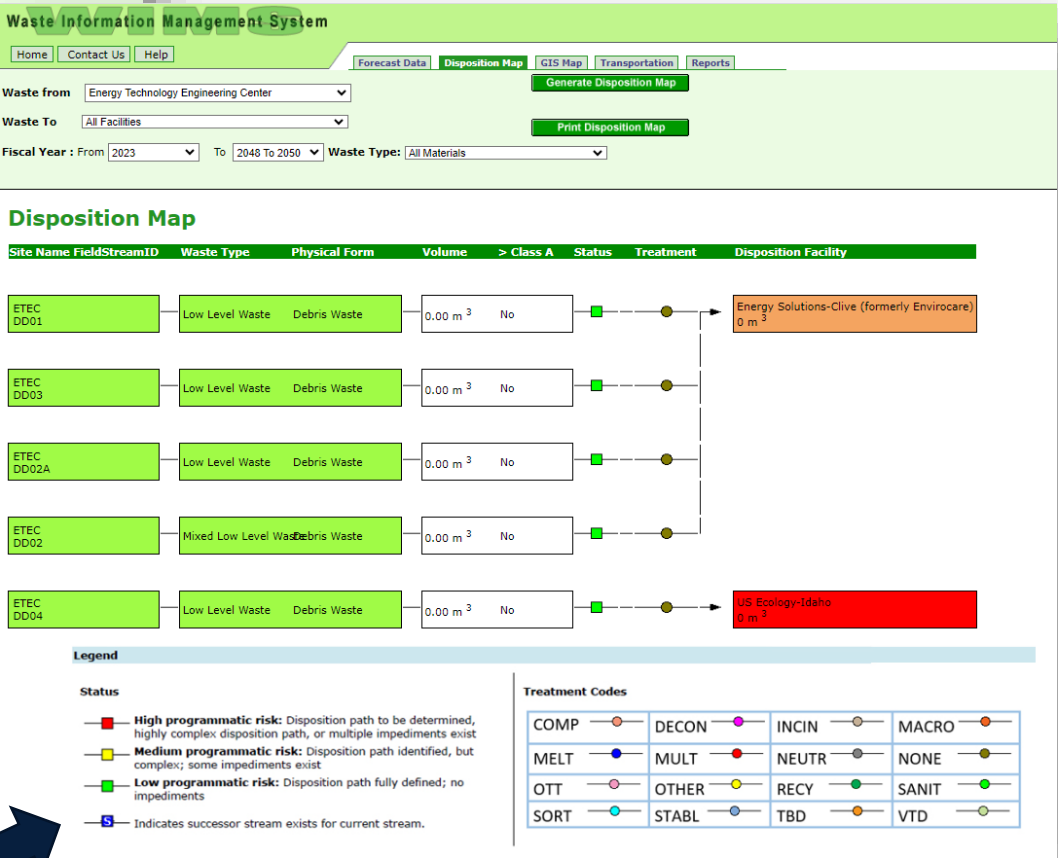 WIMS
Waste Information Management System
Home Contact Us Help
Forecast Data Disposition Map GIS Map Transportation Reports
Waste from Energy Technology Engineering Center
Generate Disposition Map
Waste To All Facilities
Print Disposition Map
Fiscal Year : From 2023 To 2048 To 2050 Waste Type: All Materials
Disposition Map
Site Name FieldStreamID Waste Type Physical Form Volume > Class A Status Treatment Disposition Facility
ETEC
DD01
Low Level Waste Debris Waste 0.00 m 3 No
Energy Solutions-Clive (formerly Envirocare)
0 m 3
ETEC
DD03
Low Level Waste Debris Waste 0.00 m 3 No
ETEC
DD02A
Low Level Waste Debris Waste 0.00 m 3 No
ETEC
DD02
Mixed Low Level Waste Debris Waste 0.00 m 3 No
ETEC
DD04
Low Level Waste Debris Waste 0.00 m 3 No
US Ecology-Idaho
0 m 3
Legend
Status
High programmatic risk: Disposition path to be determined,
highly complex disposition path, or multiple impediments exist
Medium programmatic risk: Disposition path identified, but
complex; some impediments exist
Low programmatic risk: Disposition path fully defined; no
impediments
S Indicates successor stream exists for current stream.
Treatment Codes
COMP DECON INCIN MACRO
MELT MULT NEUTR NONE
OTT OTHER RECY SANIT
SORT STABL TBD VTD